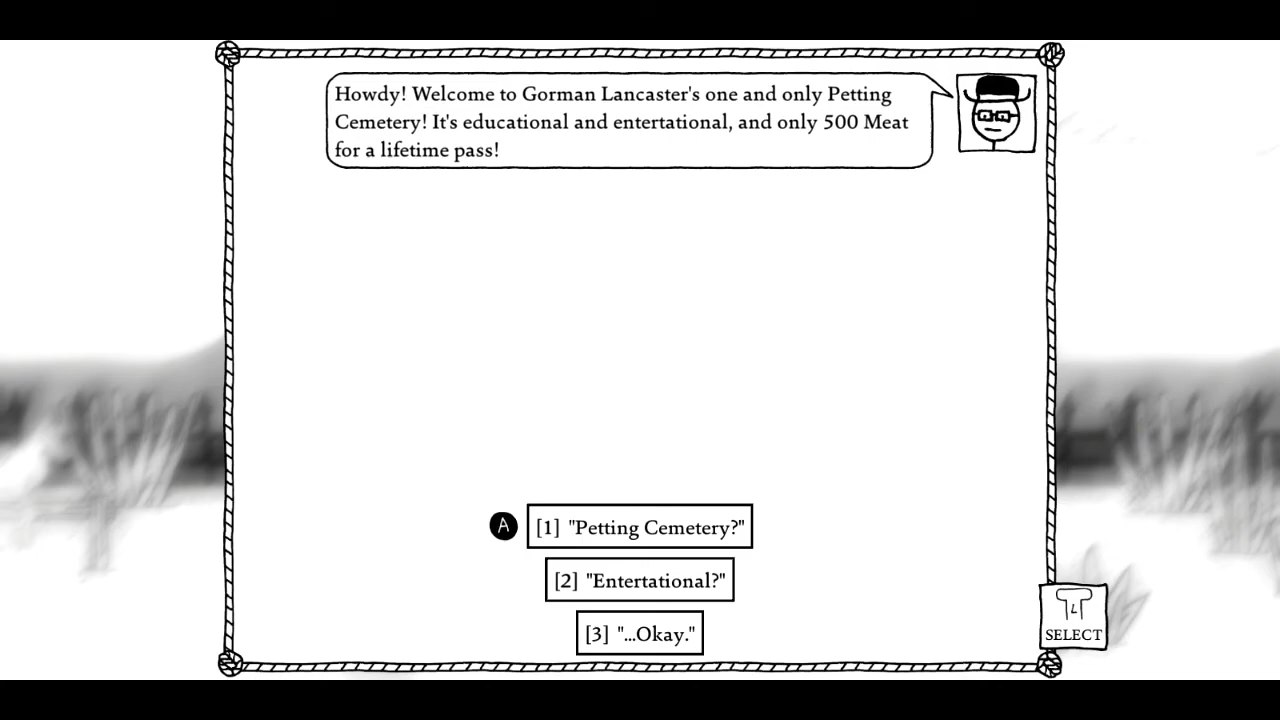 Howdy! Welcome to Gorman Lancaster's one and only Petting
Cemetery! It's educational and entertational, and only 500 Meat
for a lifetime pass!
A [1] "Petting Cemetery?"
[2] "Entertational?"
[3] "...Okay."
SELECT